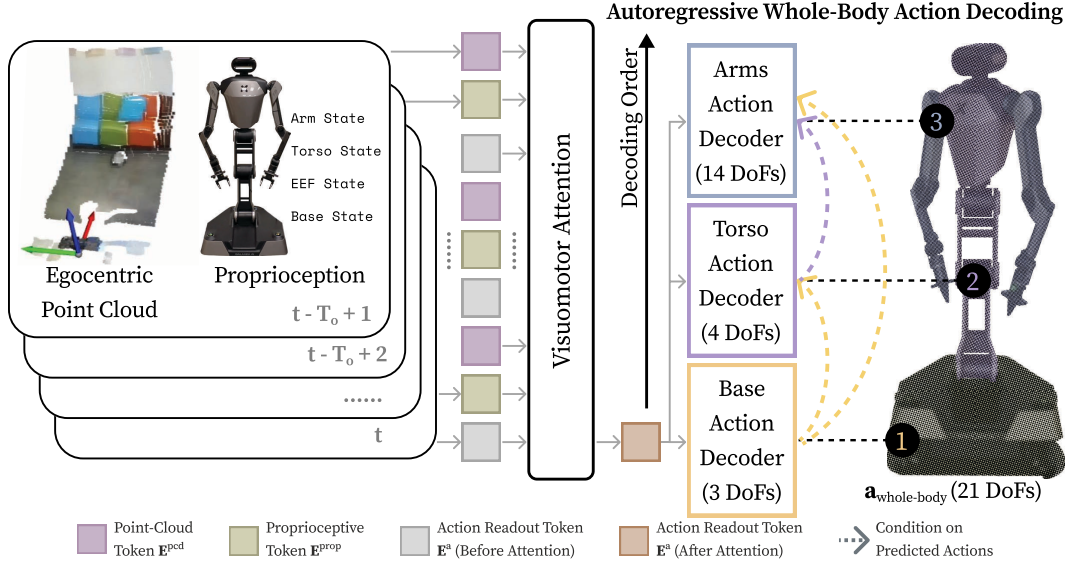 Autoregressive Whole-Body Action Decoding
Egocentric
Point Cloud
Arm State
Torso State
EEF State
Base State
Proprioception
t - Tₒ + 1
t - Tₒ + 2
......
t
Visuomotor Attention
Decoding Order
Arms
Action
Decoder
(14 DoFs)
Torso
Action
Decoder
(4 DoFs)
Base
Action
Decoder
(3 DoFs)
3
2
1
a whole-body (21 DoFs)
Point-Cloud
Token E^pcd
Proprioceptive
Token E^prop
Action Readout Token
E^a (Before Attention)
Action Readout Token
E^a (After Attention)
Condition on
Predicted Actions